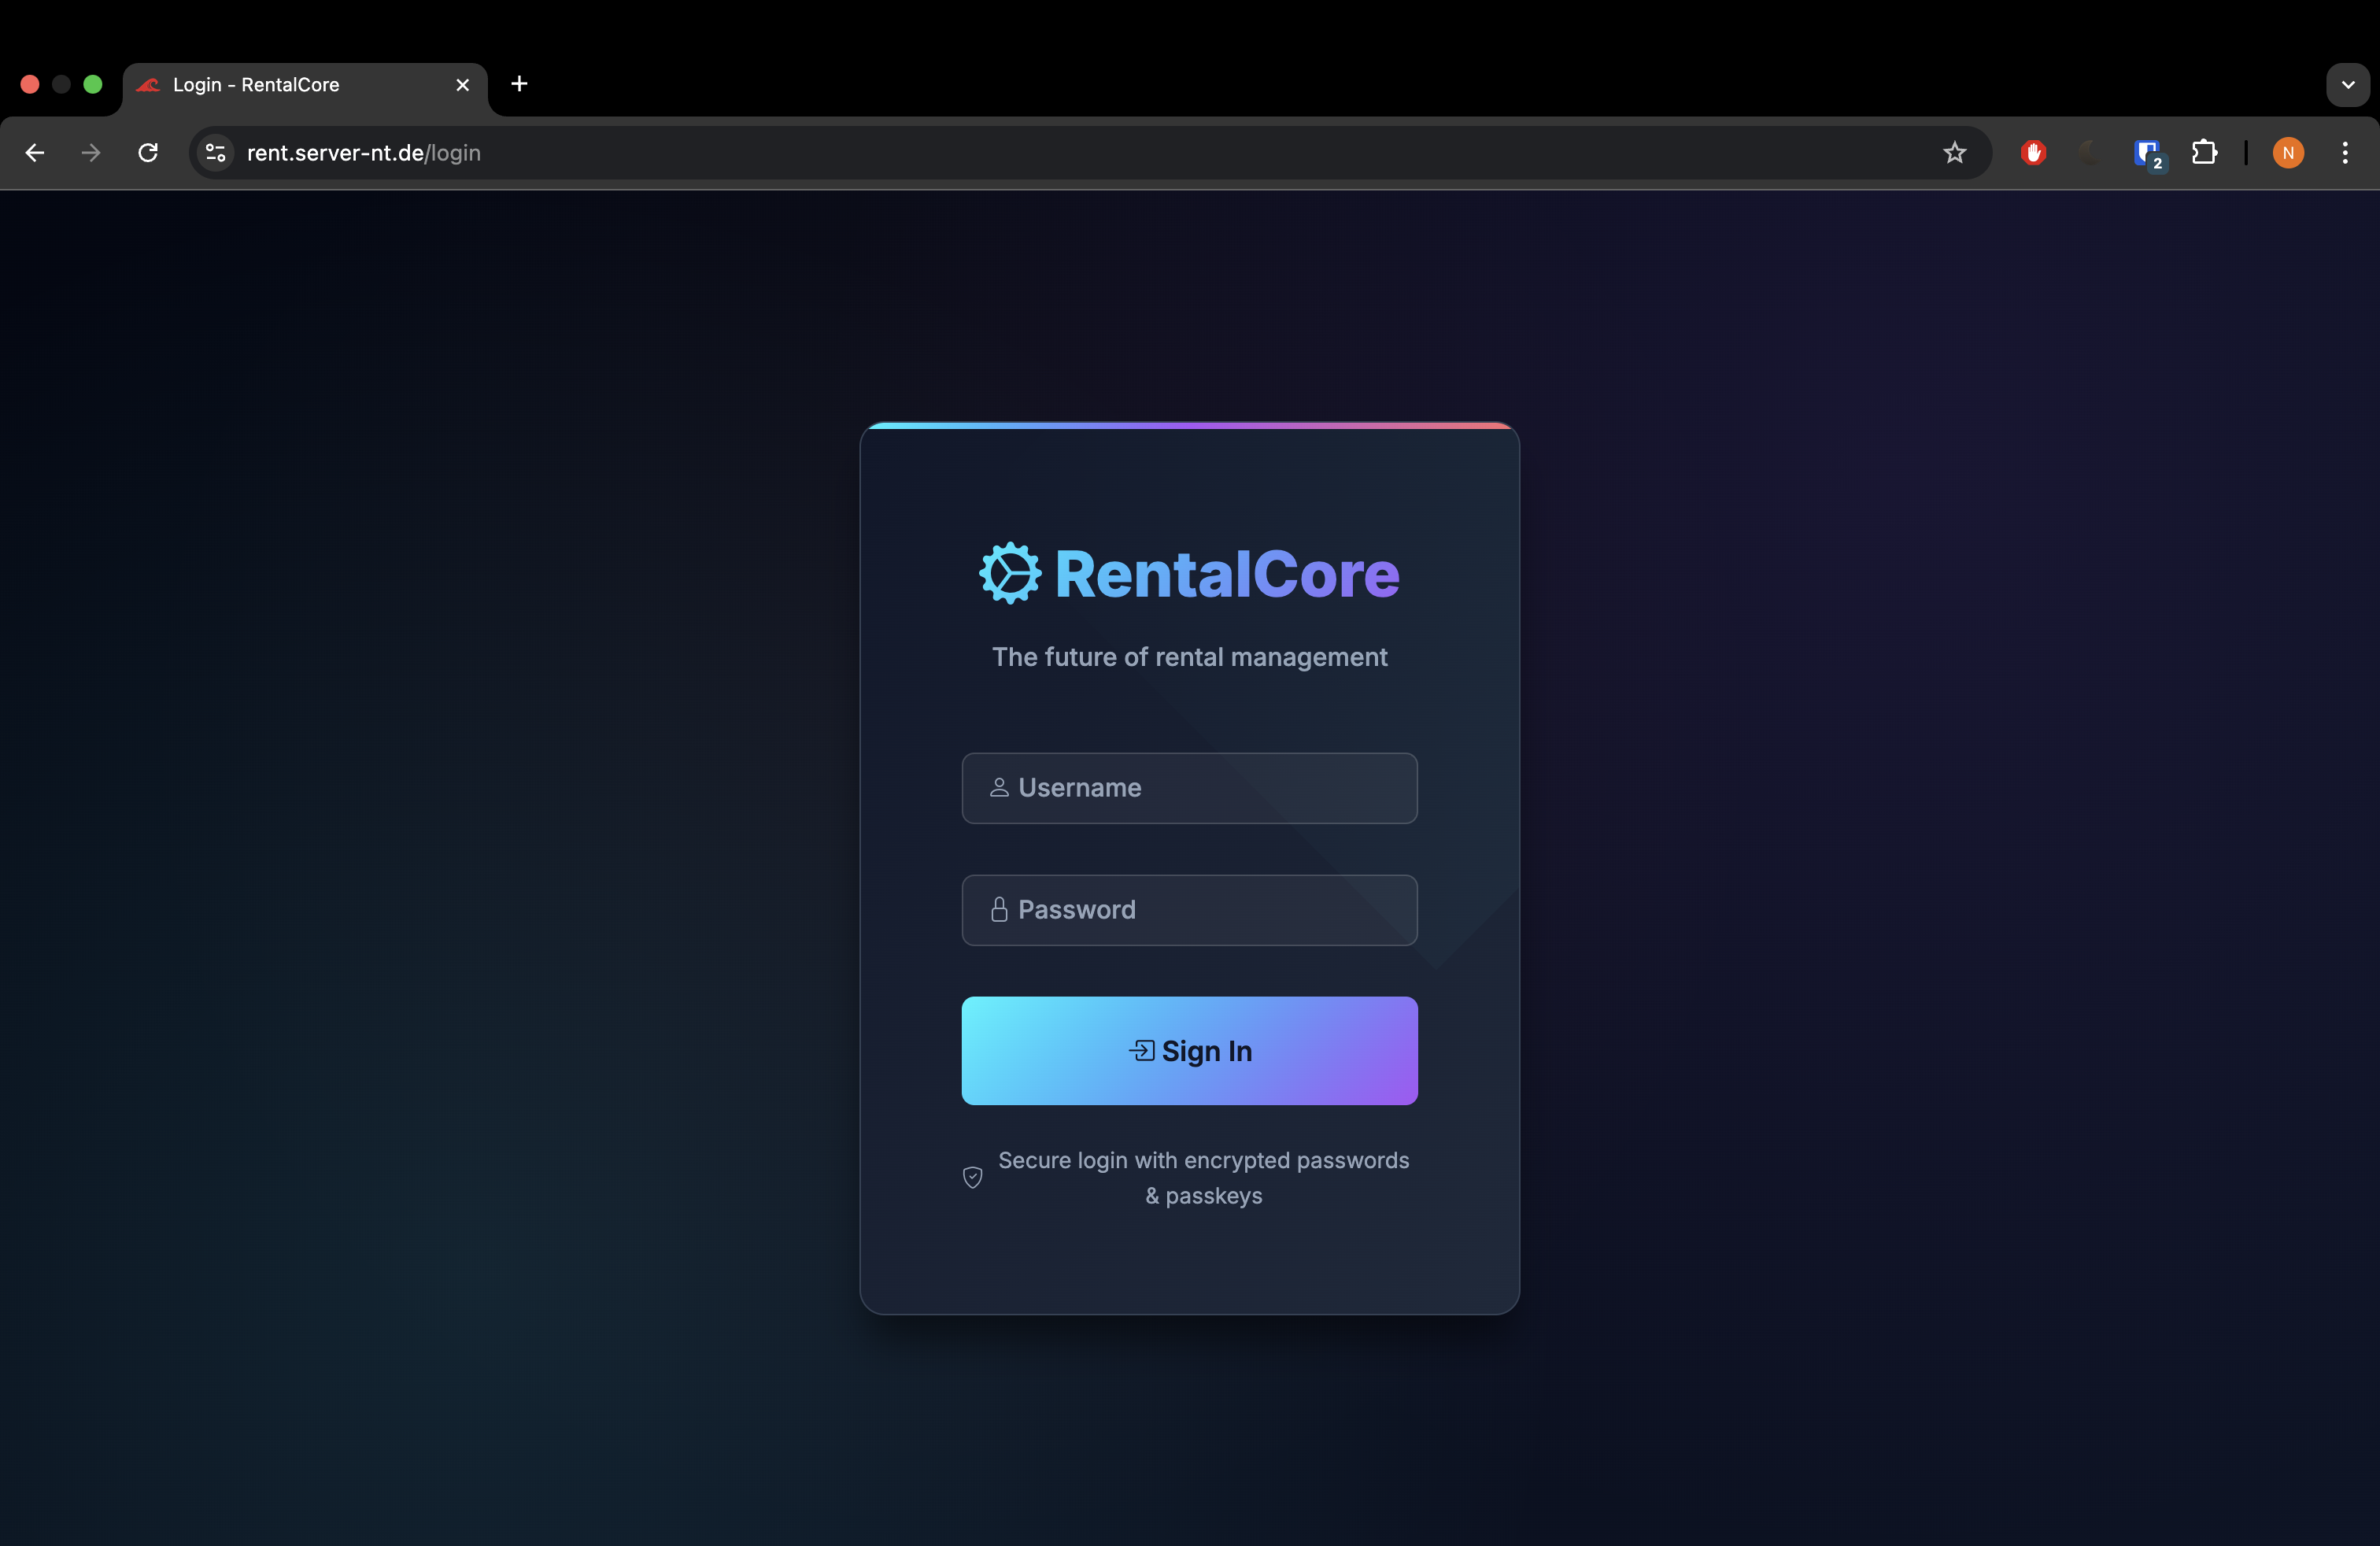 Login - RentalCore
rent.server-nt.de/login
2
N
RentalCore
The future of rental management
Username
Password
Sign In
Secure login with encrypted passwords
& passkeys